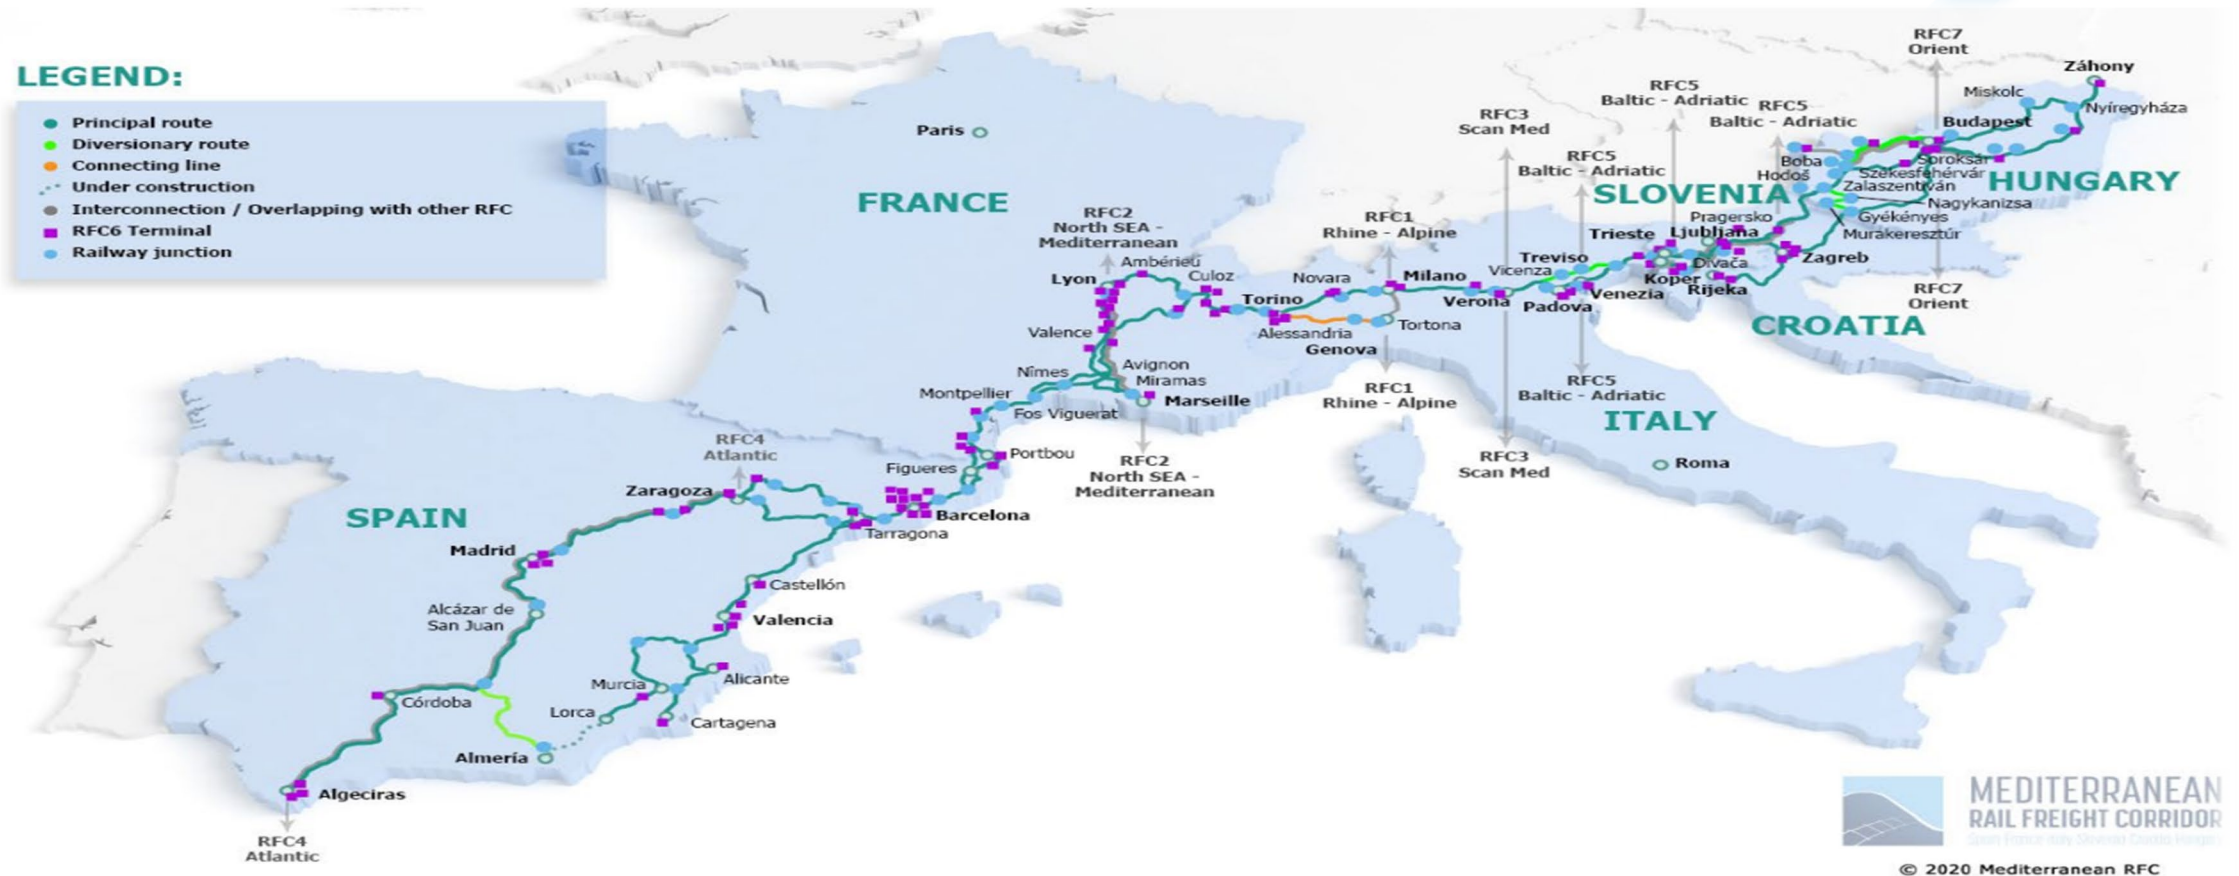 LEGEND:
Principal route
Diversionary route
Connecting line
Under construction
Interconnection / Overlapping with other RFC
RFC6 Terminal
Railway junction
Paris
FRANCE
RFC2
North SEA -
Mediterranean
Ambérieu
Lyon
Culoz
Valence
Avignon
Nîmes
Miramas
Montpellier
Marseille
Fos Viguerat
RFC2
North SEA -
Mediterranean
RFC4
Atlantic
Portbou
Figueres
Zaragoza
SPAIN
Barcelona
Tarragona
Madrid
Castellón
Alcázar de
San Juan
Valencia
Murcia
Alicante
Córdoba
Lorca
Cartagena
Almería
Algeciras
RFC4
Atlantic
RFC1
Rhine - Alpine
Novara
Milano
Torino
Alessandria
Tortona
Genova
RFC1
Rhine - Alpine
RFC3
Scan Med
RFC5
Baltic - Adriatic
RFC5
Baltic - Adriatic
RFC5
Baltic - Adriatic
Vicenza
Treviso
Verona
Padova
Venezia
RFC5
Baltic - Adriatic
RFC3
Scan Med
ITALY
Roma
SLOVENIA
Trieste
Ljubljana
Pragersko
Divača
Koper
Rijeka
Zagreb
CROATIA
RFC7
Orient
RFC7
Orient
Záhony
Miskolc
Nyíregyháza
Budapest
Soroksár
Boba
Hodoš
Székesfehérvár
Zalaszentiván
HUNGARY
Nagykanizsa
Gyékényes
Murakeresztúr
MEDITERRANEAN
RAIL FREIGHT CORRIDOR
© 2020 Mediterranean RFC